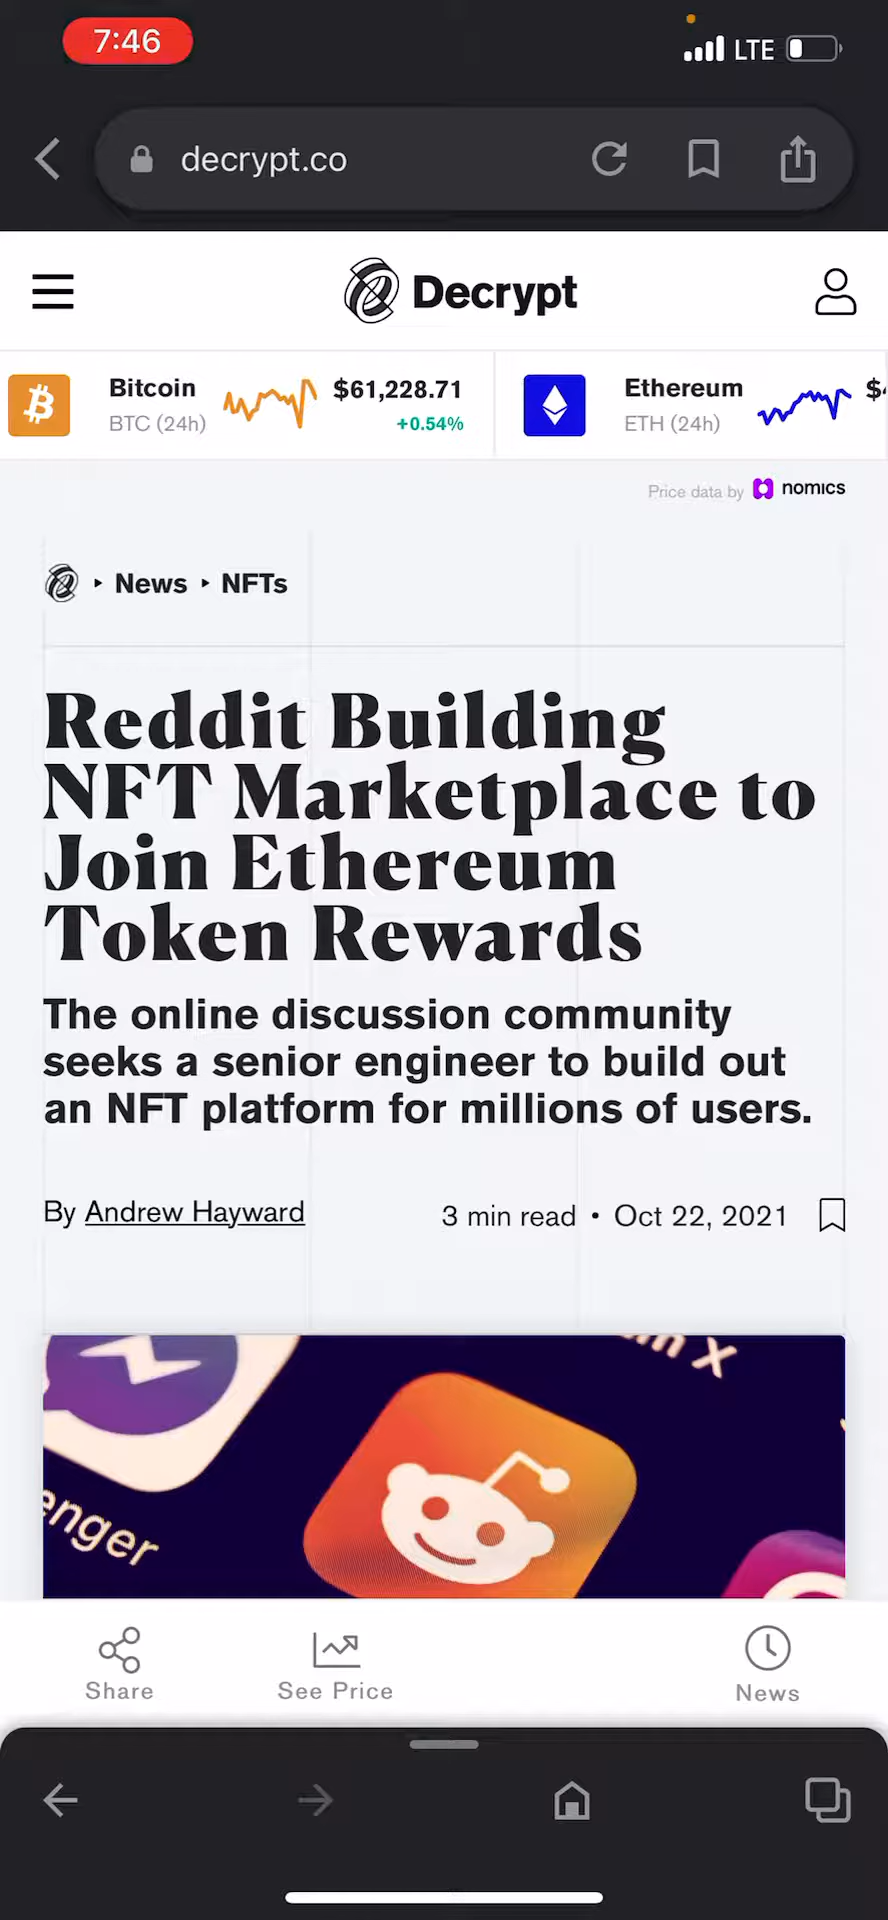 7:46
LTE
decrypt.co
Decrypt
Bitcoin
$61,228.71
Ethereum
BTC (24h)
+0.54%
ETH (24h)
Price data by nomics
News ‣ NFTs
Reddit Building
NFT Marketplace to
Join Ethereum
Token Rewards
The online discussion community
seeks a senior engineer to build out
an NFT platform for millions of users.
By Andrew Hayward
3 min read • Oct 22, 2021
Share
See Price
News